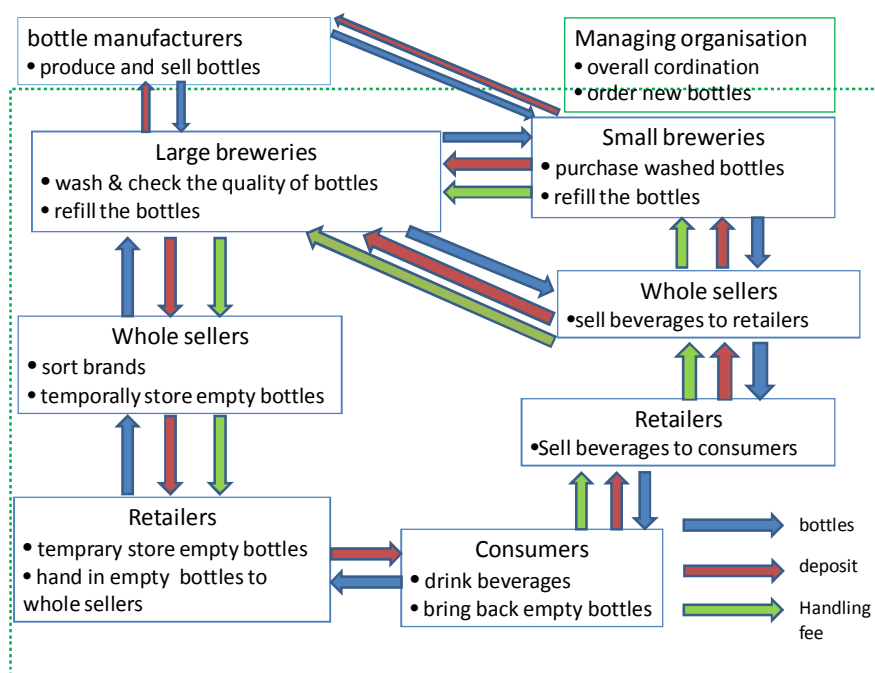 bottle manufacturers
• produce and sell bottles
Managing organisation
• overall cordination
• order new bottles
Large breweries
• wash & check the quality of bottles
• refill the bottles
Small breweries
• purchase washed bottles
• refill the bottles
Whole sellers
•sell beverages to retailers
Whole sellers
• sort brands
• temporally store empty bottles
Retailers
•Sell beverages to consumers
Retailers
• temprary store empty bottles
• hand in empty bottles to
whole sellers
Consumers
• drink beverages
• bring back empty bottles
bottles
deposit
Handling
fee